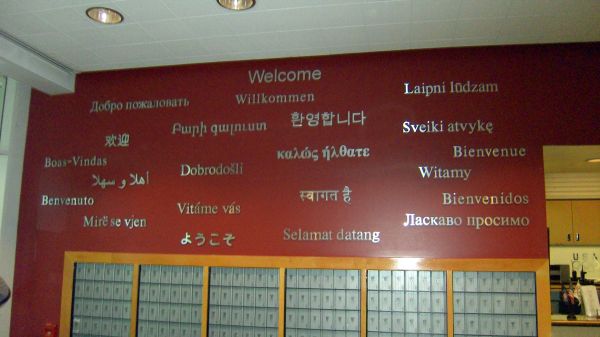 Welcome
Добро пожаловать
Willkommen
Laipni lūdzam
欢迎
Բարի գալուստ
환영합니다
Sveiki atvykę
Boas-Vindas
Dobrodošli
καλώς ήλθατε
Bienvenue
اهلا و سهلا
Witamy
Benvenuto
Vitáme vás
स्वागत है
Bienvenidos
Mirë se vjen
Ласкаво просимо
ようこそ
Selamat datang